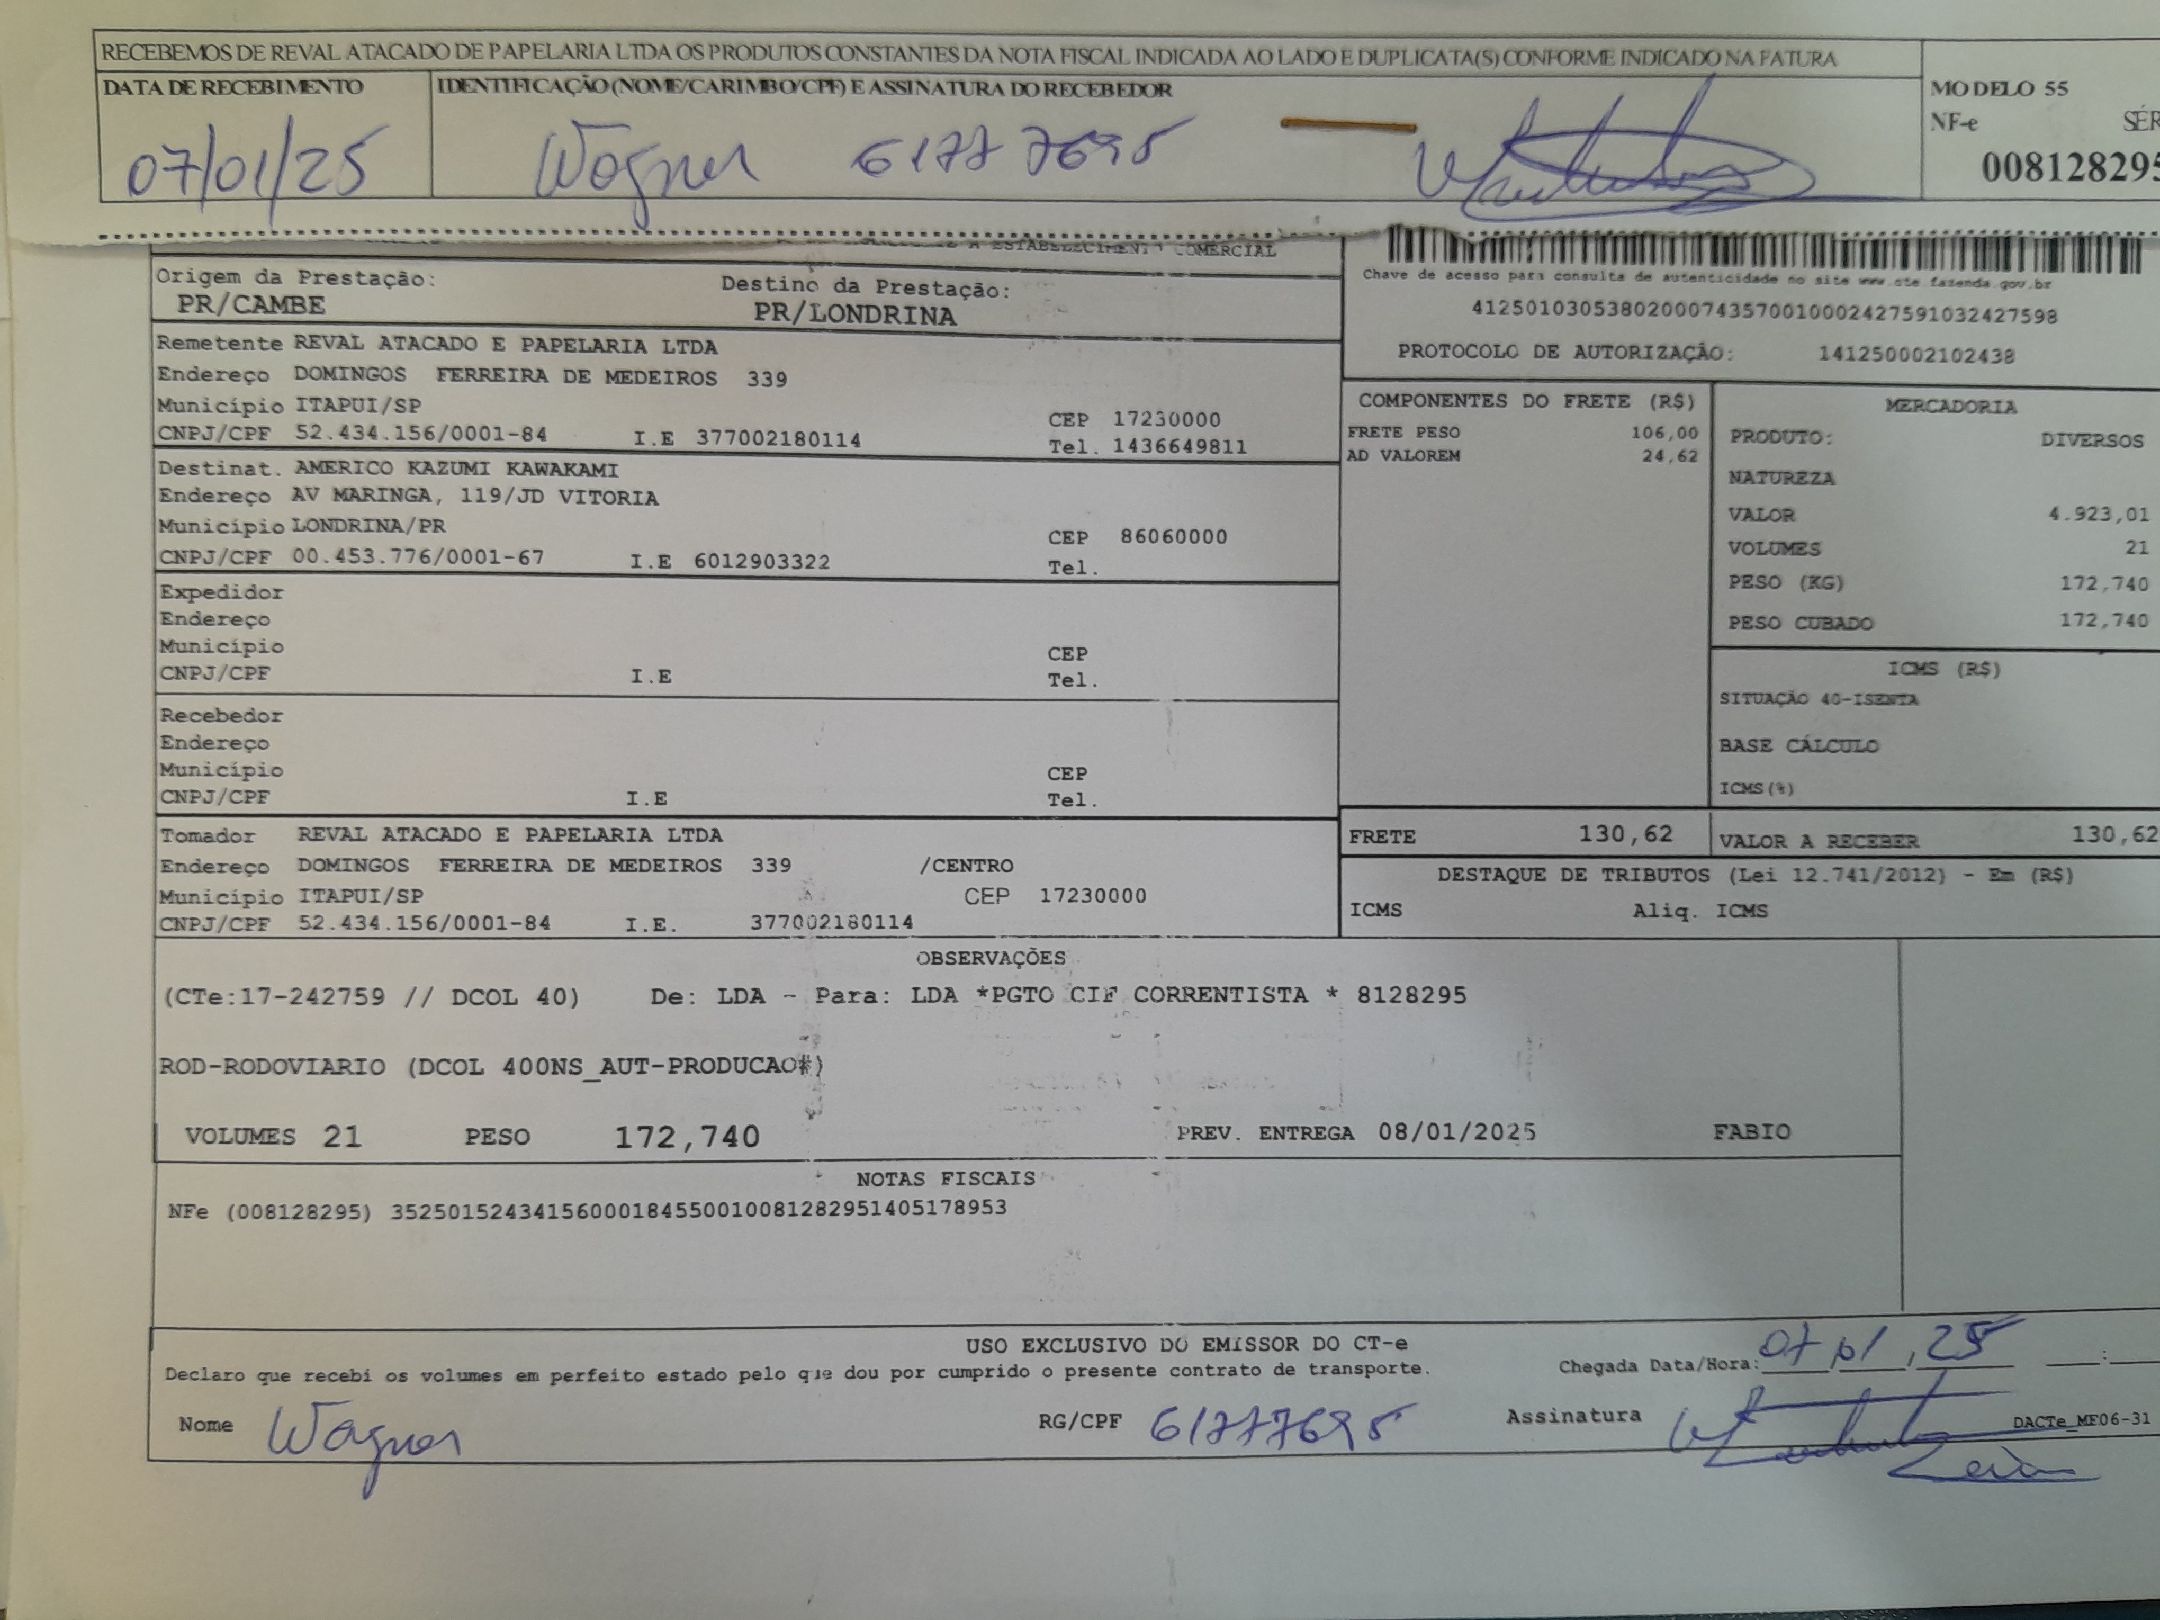 RECEBEMOS DE REVAL ATACADO DE PAPELARIA LTDA OS PRODUTOS CONSTANTES DA NOTA FISCAL INDICADA AO LADO E DUPLICATA(S) CONFORME INDICADO NA FATURA
DATA DE RECEBIMENTO IDENTIFICAÇÃO (NOME/CARIMBO/CPF) E ASSINATURA DO RECEBEDOR
MODELO 55
NF-e SÉR
07/01/25 Wagner 61777695
008128295
A ESTABELECIMENTO COMERCIAL
Chave de acesso para consulta de autenticidade no site www.cte.fazenda.gov.br
41250103053802000743570010002427591032427598
PROTOCOLO DE AUTORIZAÇÃO: 141250002102438
Origem da Prestação: Destino da Prestação:
PR/CAMBE PR/LONDRINA
Remetente REVAL ATACADO E PAPELARIA LTDA
Endereço DOMINGOS FERREIRA DE MEDEIROS 339
Município ITAPUI/SP CEP 17230000
CNPJ/CPF 52.434.156/0001-84 I.E 377002180114 Tel. 1436649811
Destinat. AMERICO KAZUMI KAWAKAMI
Endereço AV MARINGA, 119/JD VITORIA
Município LONDRINA/PR CEP 86060000
CNPJ/CPF 00.453.776/0001-67 I.E 6012903322 Tel.
Expedidor
Endereço
Município CEP
CNPJ/CPF I.E Tel.
Recebedor
Endereço
Município CEP
CNPJ/CPF I.E Tel.
Tomador REVAL ATACADO E PAPELARIA LTDA
Endereço DOMINGOS FERREIRA DE MEDEIROS 339 /CENTRO
Município ITAPUI/SP CEP 17230000
CNPJ/CPF 52.434.156/0001-84 I.E. 377002180114
COMPONENTES DO FRETE (R$)
FRETE PESO 106,00
AD VALOREM 24,62
MERCADORIA
PRODUTO: DIVERSOS
NATUREZA
VALOR 4.923,01
VOLUMES 21
PESO (KG) 172,740
PESO CUBADO 172,740
ICMS (R$)
SITUAÇÃO 40-ISENTA
BASE CÁLCULO
ICMS(%)
FRETE 130,62 VALOR A RECEBER 130,62
DESTAQUE DE TRIBUTOS (Lei 12.741/2012) - Em (R$)
ICMS Aliq. ICMS
OBSERVAÇÕES
(CTe:17-242759 // DCOL 40) De: LDA - Para: LDA *PGTO CIF CORRENTISTA * 8128295
ROD-RODOVIARIO (DCOL 400NS_AUT-PRODUCAO#)
VOLUMES 21 PESO 172,740 PREV. ENTREGA 08/01/2025 FABIO
NOTAS FISCAIS
NFe (008128295) 35250152434156000184550010081282951405178953
USO EXCLUSIVO DO EMISSOR DO CT-e
Declaro que recebi os volumes em perfeito estado pelo que dou por cumprido o presente contrato de transporte.
Chegada Data/Hora: 07/01/25 __:__
Nome Wagner RG/CPF 61777695 Assinatura
DACTe_MF06-31